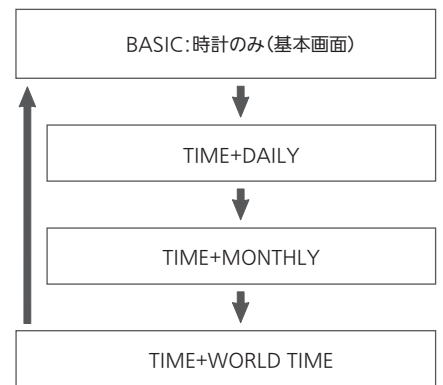 BASIC:時計のみ(基本画面)
TIME+DAILY
TIME+MONTHLY
TIME+WORLD TIME